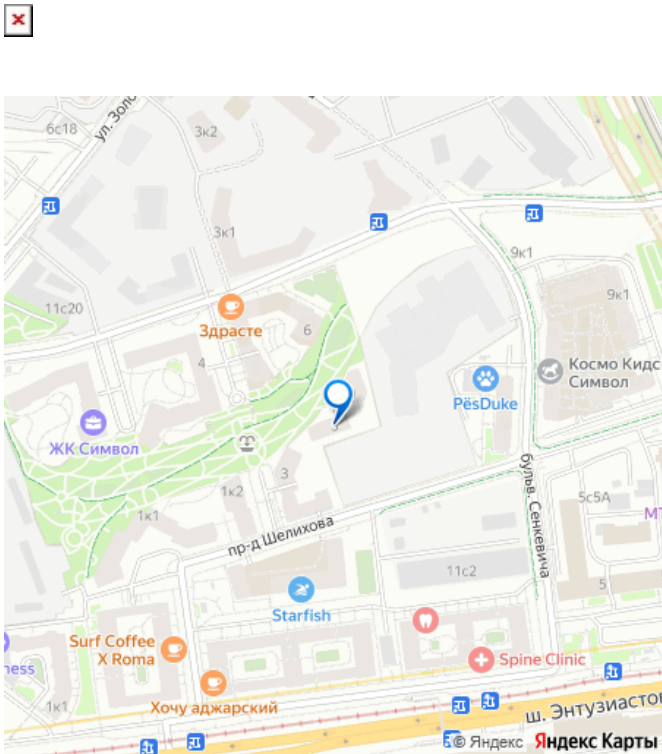 6с18
ул. Золо
3к2
3к1
9к1
9к1
11с20
Здрасте
6
4
Космо Кидс
Символ
PёsDuke
ЖК Символ
5
3
1к2
1к1
пр-д Шелихова
бульв. Сенкевича
5с5А
МТ
11с2
5
Starfish
Surf Coffee
X Roma
ness
Spine Clinic
1к1
Хочу аджарский
ш. Энтузиастов
© Яндекс Яндекс Карты